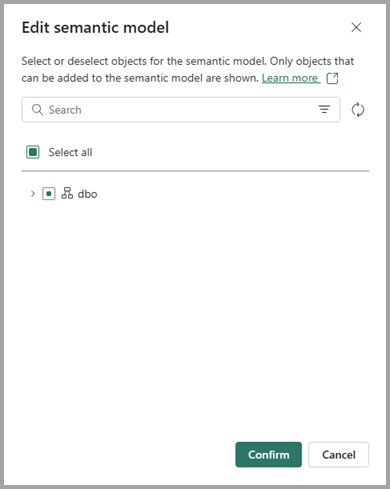 Edit semantic model
Select or deselect objects for the semantic model. Only objects that
can be added to the semantic model are shown. Learn more
Search
Select all
dbo
Confirm Cancel